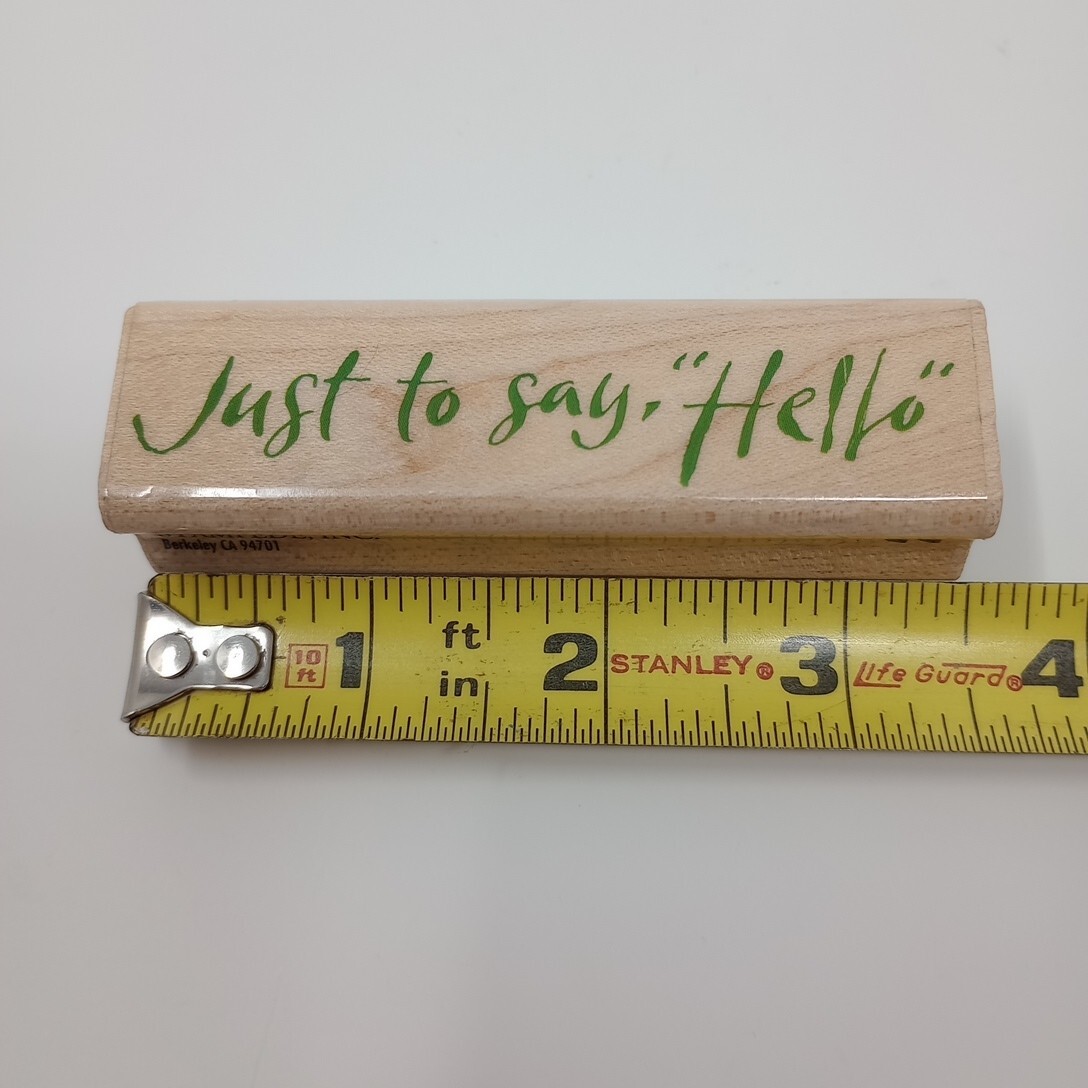 Just to say, "Hello"
Berkeley CA 94701
10 ft 1 ft in 2 STANLEY® 3 Life Guard® 4